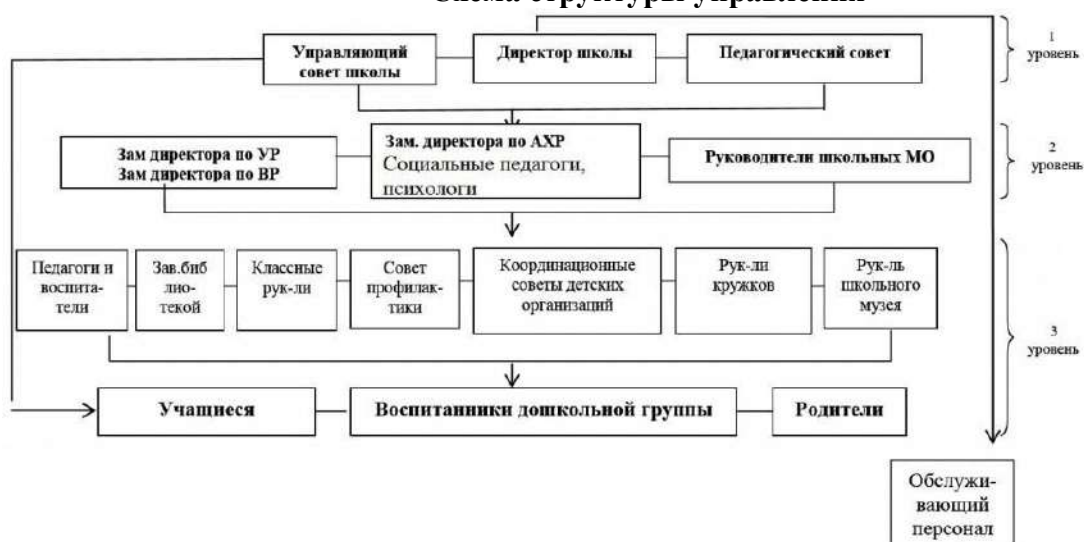 Схема структуры управления
Управляющий
совет школы
Директор школы
Педагогический совет
1
уровень
Зам директора по УР
Зам директора по ВР
Зам. директора по АХР
Социальные педагоги,
психологи
Руководители школьных МО
2
уровень
Педагоги и
воспита-
тели
Зав.биб
лио-
текой
Классные
рук-ли
Совет
профилак-
тики
Координационные
советы детских
организаций
Рук-ли
кружков
Рук-ль
школьного
музея
3
уровень
Учащиеся
Воспитанники дошкольной группы
Родители
Обслужи-
вающий
персонал